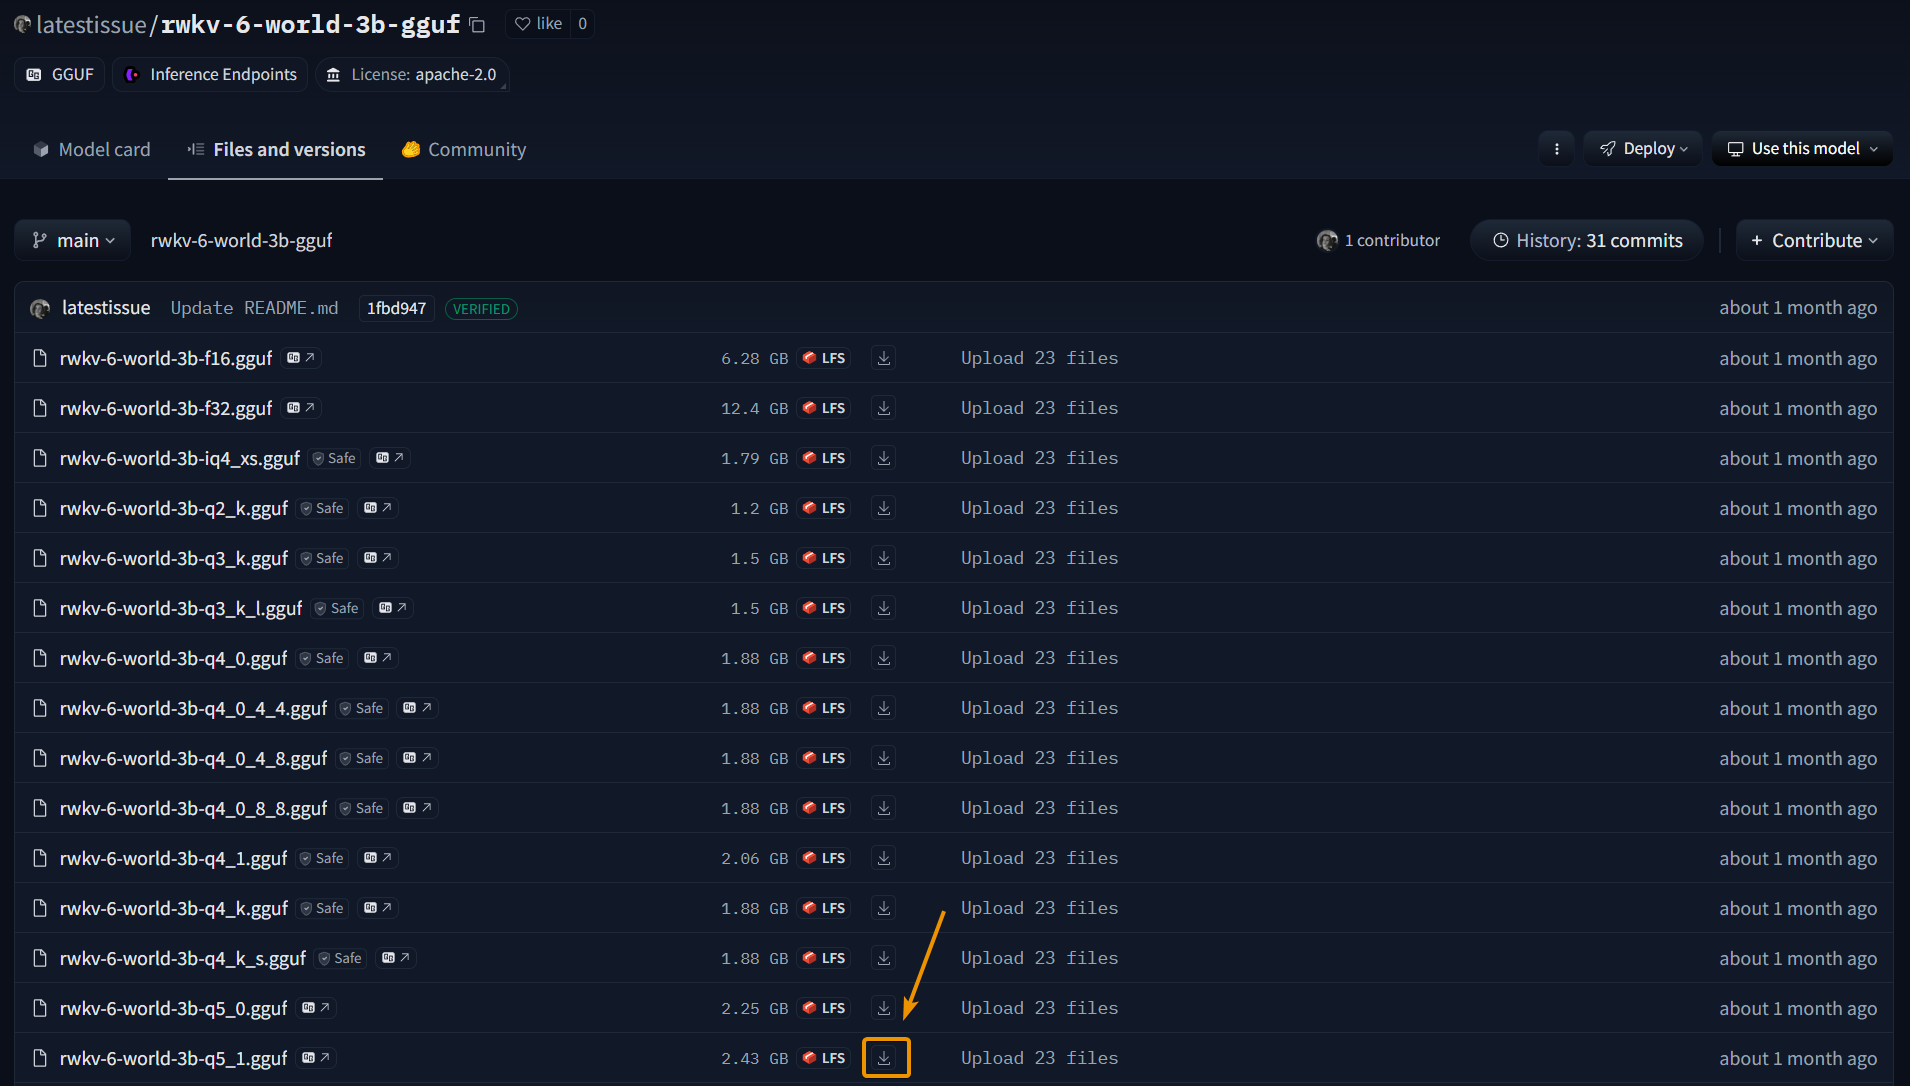 latestissue/rwkv-6-world-3b-gguf like 0
GGUF Inference Endpoints License: apache-2.0
Model card Files and versions Community Deploy Use this model
main rwkv-6-world-3b-gguf 1 contributor History: 31 commits + Contribute
latestissue Update README.md 1fbd947 VERIFIED about 1 month ago
rwkv-6-world-3b-f16.gguf 6.28 GB LFS Upload 23 files about 1 month ago
rwkv-6-world-3b-f32.gguf 12.4 GB LFS Upload 23 files about 1 month ago
rwkv-6-world-3b-iq4_xs.gguf Safe 1.79 GB LFS Upload 23 files about 1 month ago
rwkv-6-world-3b-q2_k.gguf Safe 1.2 GB LFS Upload 23 files about 1 month ago
rwkv-6-world-3b-q3_k.gguf Safe 1.5 GB LFS Upload 23 files about 1 month ago
rwkv-6-world-3b-q3_k_l.gguf Safe 1.5 GB LFS Upload 23 files about 1 month ago
rwkv-6-world-3b-q4_0.gguf Safe 1.88 GB LFS Upload 23 files about 1 month ago
rwkv-6-world-3b-q4_0_4_4.gguf Safe 1.88 GB LFS Upload 23 files about 1 month ago
rwkv-6-world-3b-q4_0_4_8.gguf Safe 1.88 GB LFS Upload 23 files about 1 month ago
rwkv-6-world-3b-q4_0_8_8.gguf Safe 1.88 GB LFS Upload 23 files about 1 month ago
rwkv-6-world-3b-q4_1.gguf Safe 2.06 GB LFS Upload 23 files about 1 month ago
rwkv-6-world-3b-q4_k.gguf Safe 1.88 GB LFS Upload 23 files about 1 month ago
rwkv-6-world-3b-q4_k_s.gguf Safe 1.88 GB LFS Upload 23 files about 1 month ago
rwkv-6-world-3b-q5_0.gguf 2.25 GB LFS Upload 23 files about 1 month ago
rwkv-6-world-3b-q5_1.gguf 2.43 GB LFS Upload 23 files about 1 month ago